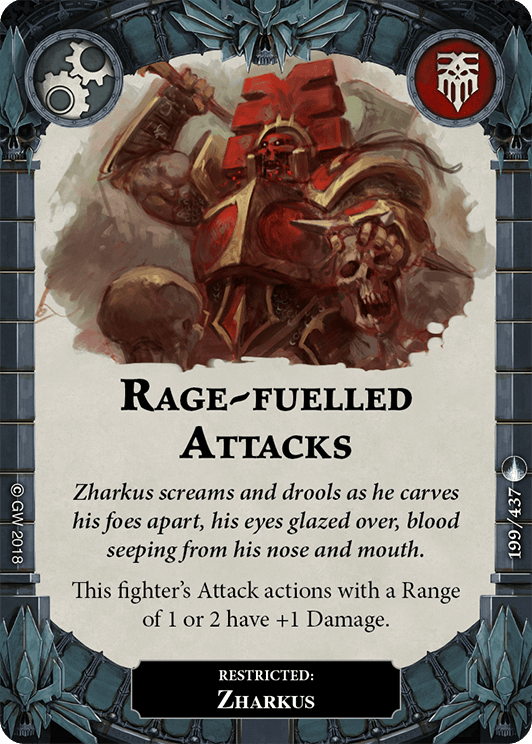 RAGE-FUELLED
ATTACKS
Zharkus screams and drools as he carves
his foes apart, his eyes glazed over, blood
seeping from his nose and mouth.
This fighter's Attack actions with a Range
of 1 or 2 have +1 Damage.
RESTRICTED:
ZHARKUS
© GW 2018
199/437